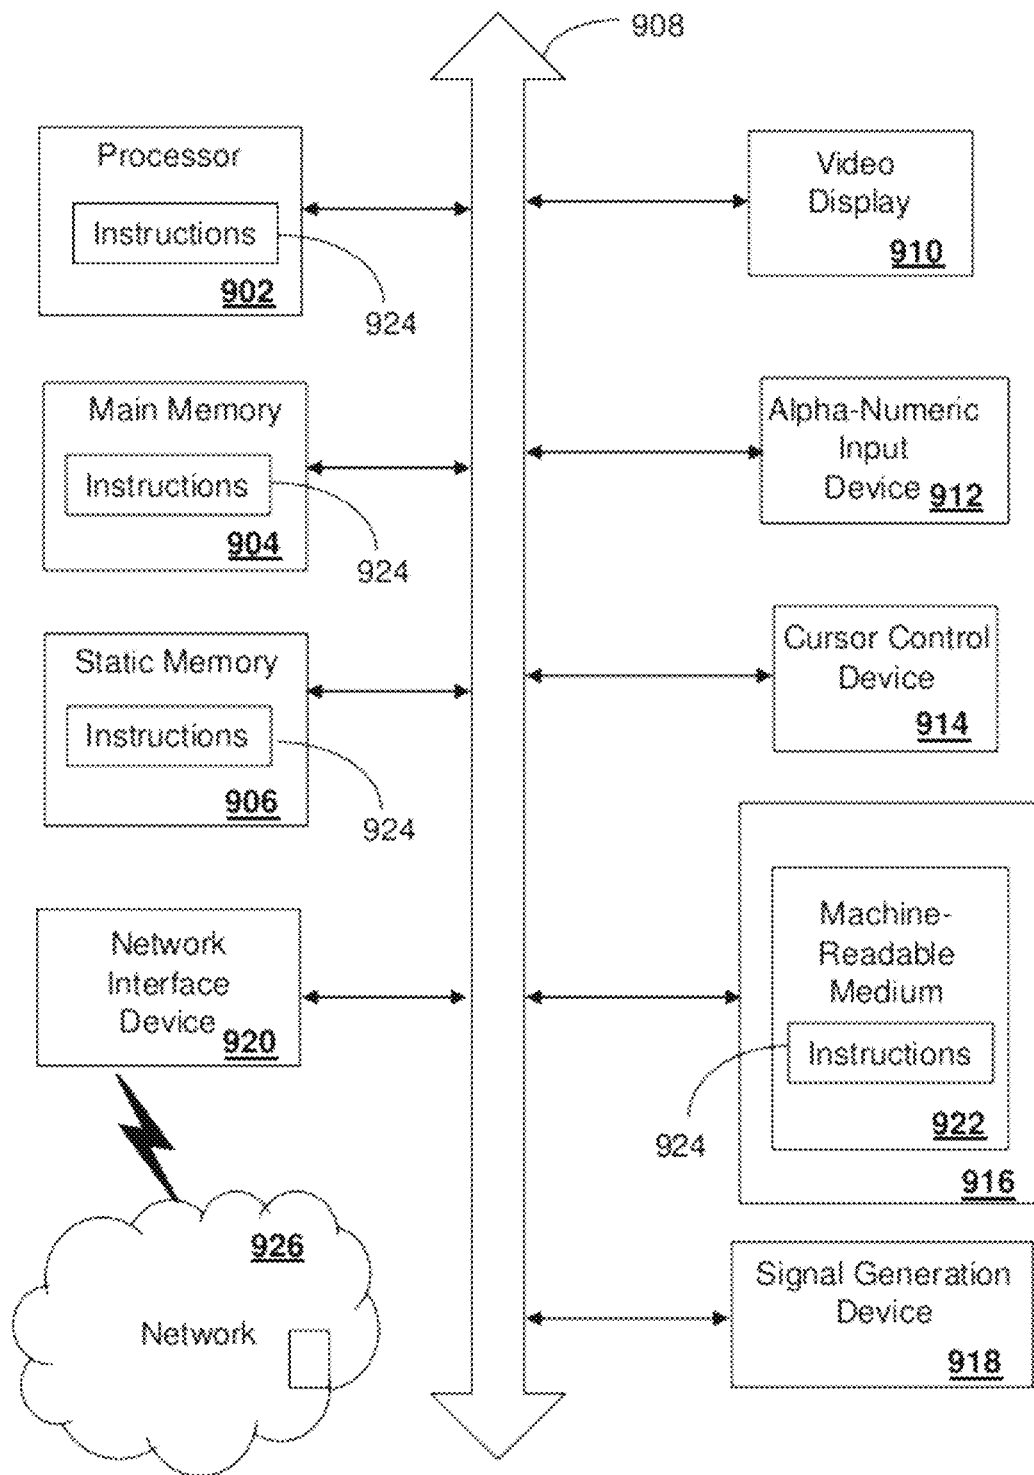 908
Processor
Instructions
902
924
Main Memory
Instructions
904
924
Static Memory
Instructions
906
924
Network
Interface
Device
920
926
Network
Video
Display
910
Alpha-Numeric
Input
Device
912
Cursor Control
Device
914
Machine-
Readable
Medium
Instructions
924
922
916
Signal Generation
Device
918